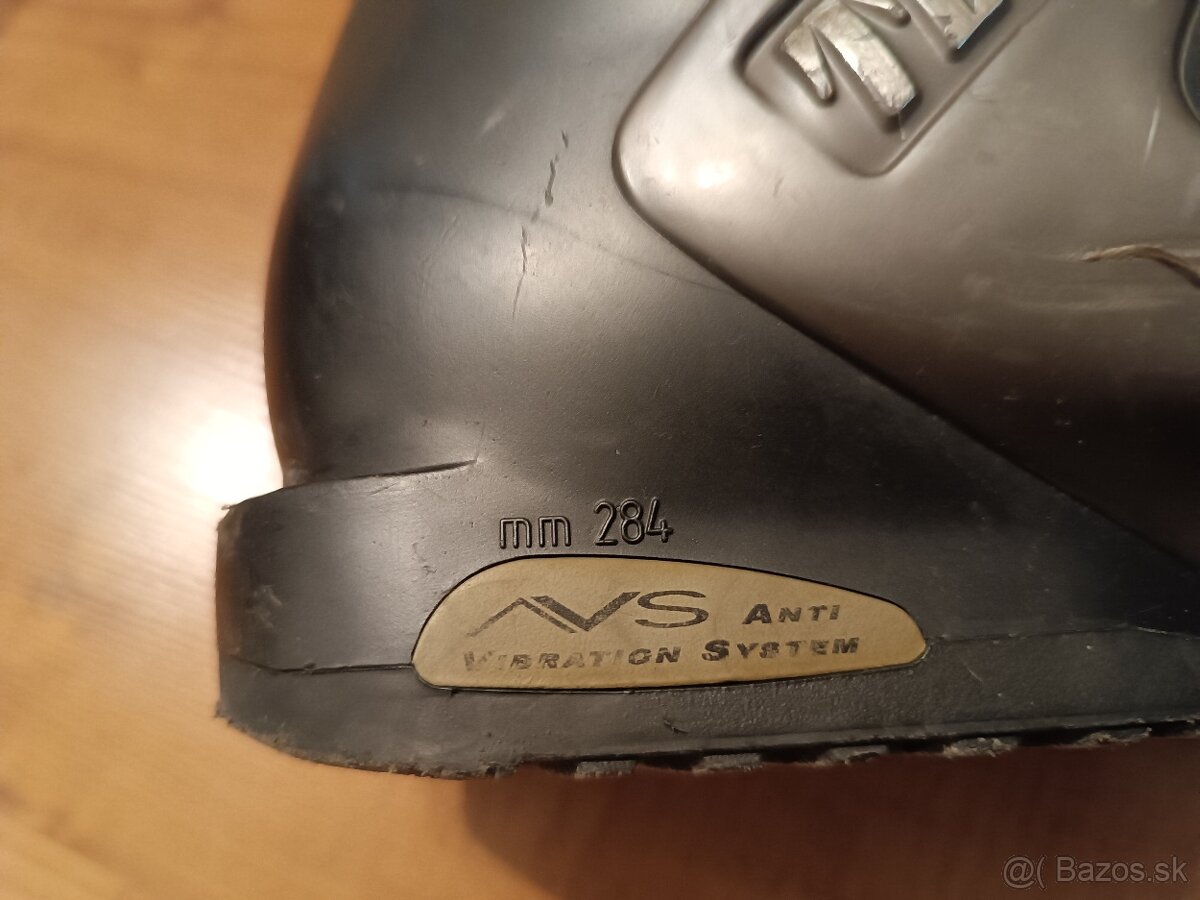 mm 284
AVS ANTI
VIBRATION SYSTEM
@( Bazos.sk